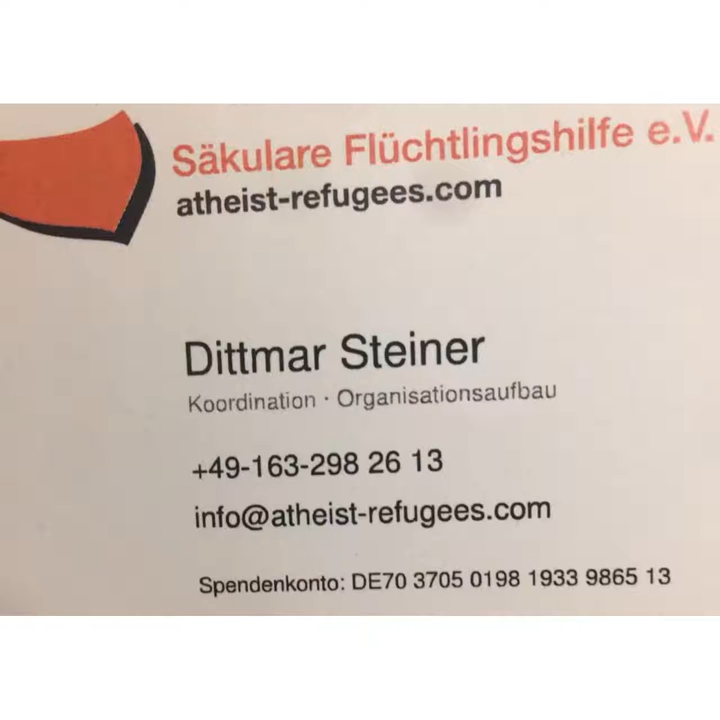 Säkulare Flüchtlingshilfe e.V.
atheist-refugees.com
Dittmar Steiner
Koordination · Organisationsaufbau
+49-163-298 26 13
info@atheist-refugees.com
Spendenkonto: DE70 3705 0198 1933 9865 13